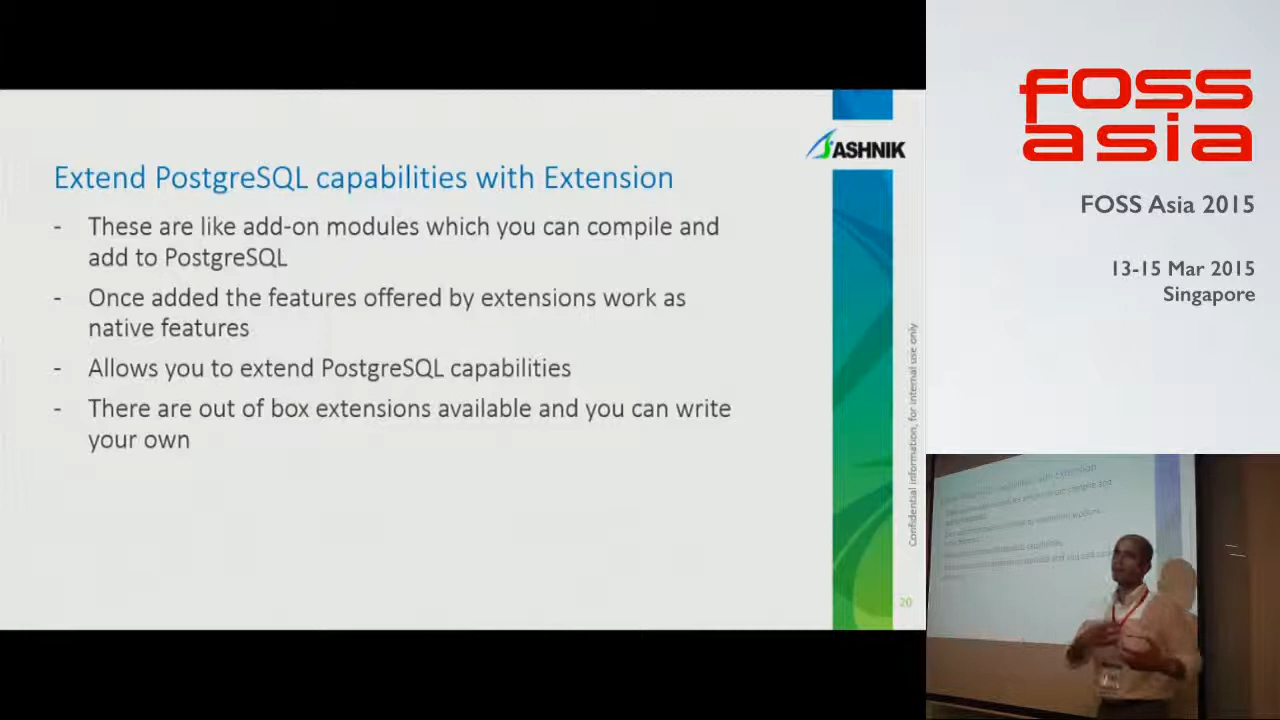 Extend PostgreSQL capabilities with Extension
- These are like add-on modules which you can compile and
add to PostgreSQL
- Once added the features offered by extensions work as
native features
- Allows you to extend PostgreSQL capabilities
- There are out of box extensions available and you can write
your own
ASHNIK
Confidential information, for internal use only
20
FOSS
asia
FOSS Asia 2015
13-15 Mar 2015
Singapore